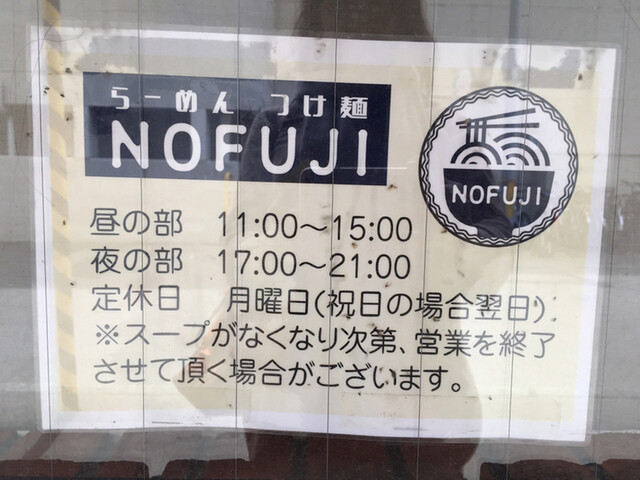 らーめん つけ麺
NOFUJI
NOFUJI
昼の部 11:00～15:00
夜の部 17:00～21:00
定休日 月曜日(祝日の場合翌日)
※スープがなくなり次第、営業を終了
させて頂く場合がございます。